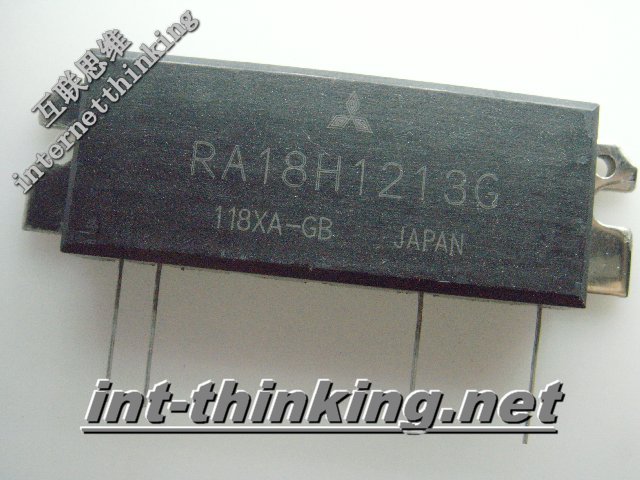 互联思维
internetthinking
RA18H1213G
118XA-GB JAPAN
int-thinking.net